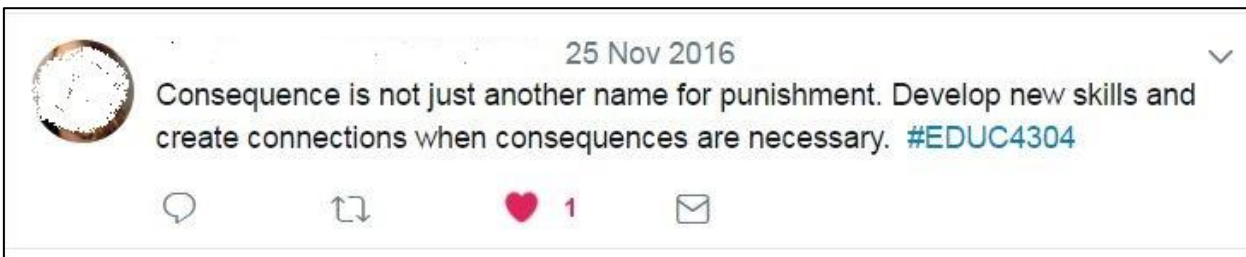 25 Nov 2016
Consequence is not just another name for punishment. Develop new skills and
create connections when consequences are necessary. #EDUC4304
1